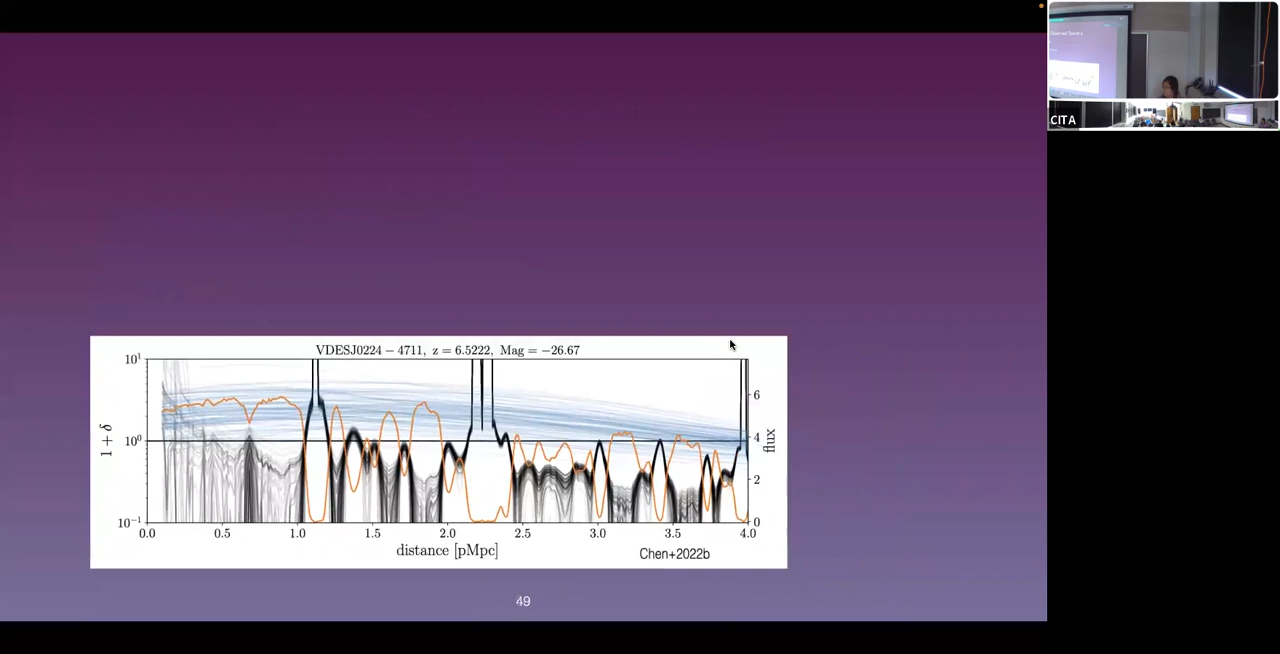 VDESJ0224 − 4711, z = 6.5222, Mag = −26.67
10¹
10⁰
10⁻¹
1 + δ
6
4
2
0
flux
0.0 0.5 1.0 1.5 2.0 2.5 3.0 3.5 4.0
distance [pMpc]
Chen+2022b
49
Observed Spectra
CITA